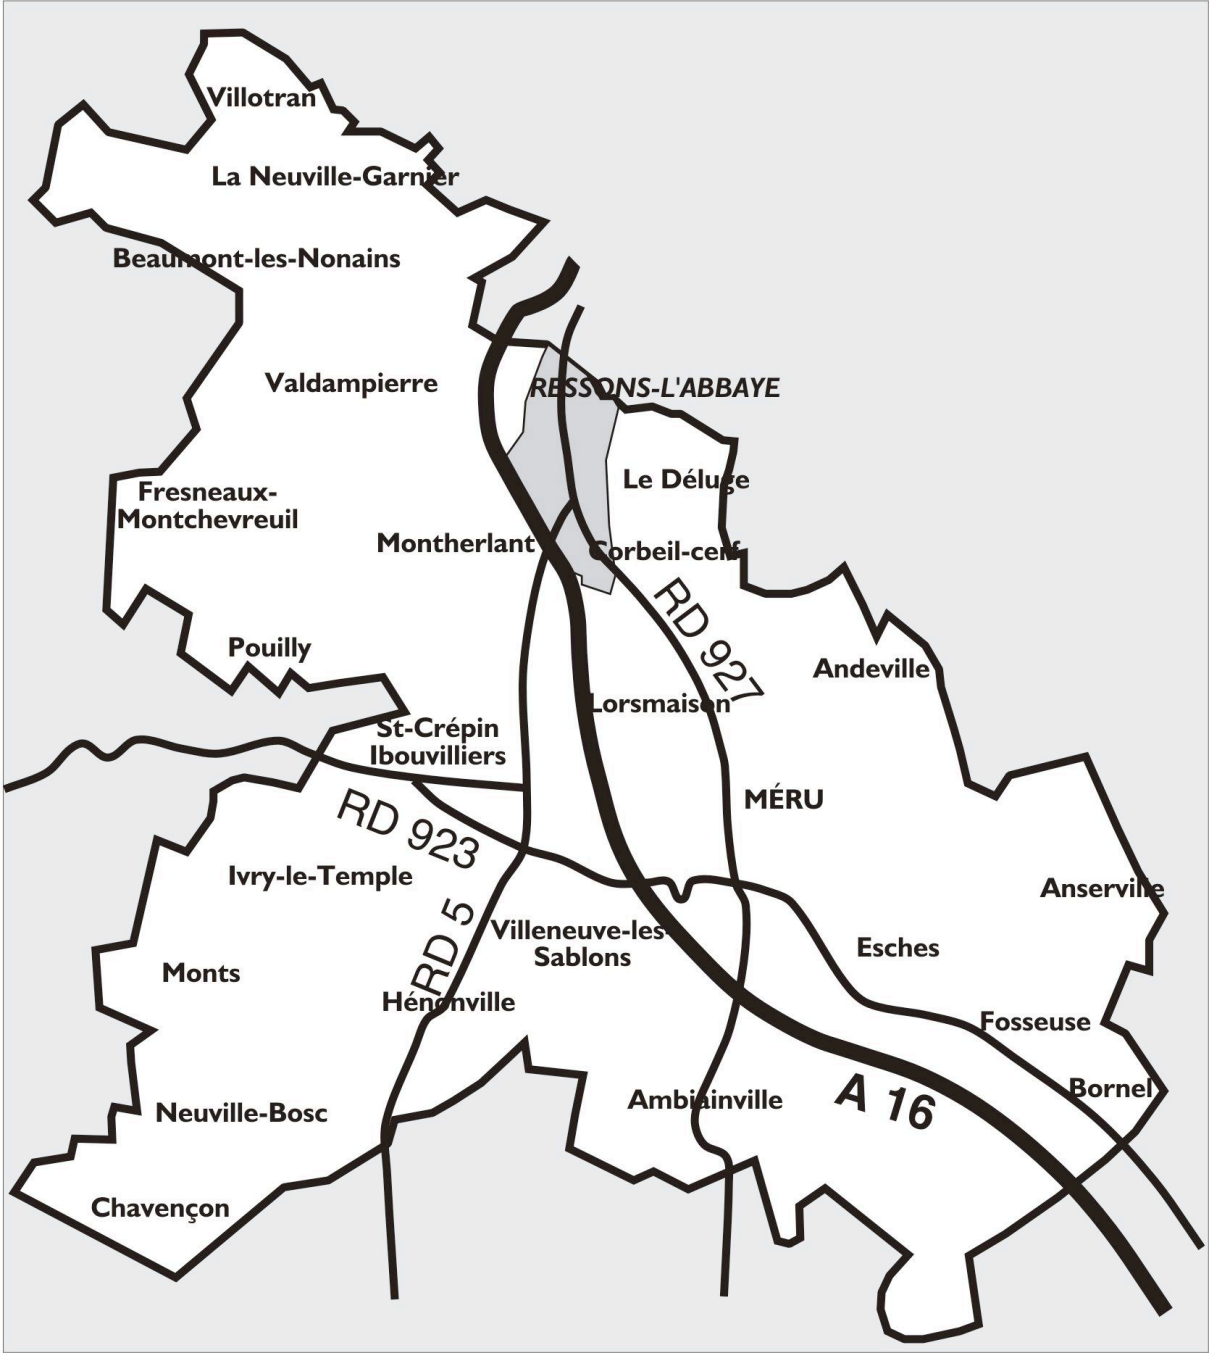 Villotran
La Neuville-Garnier
Beaumont-les-Nonains
Valdampierre
RESSONS-L'ABBAYE
Le Déluge
Fresneaux-
Montchevreuil
Montherlant
Corbeil-cerf
RD 927
Pouilly
Andeville
Lorsmaison
St-Crépin
Ibouvilliers
MÉRU
RD 923
Ivry-le-Temple
Anserville
RD 5
Villeneuve-les-
Sablons
Esches
Monts
Hénonville
Fosseuse
Bornel
Ambiainville
A 16
Neuville-Bosc
Chavençon